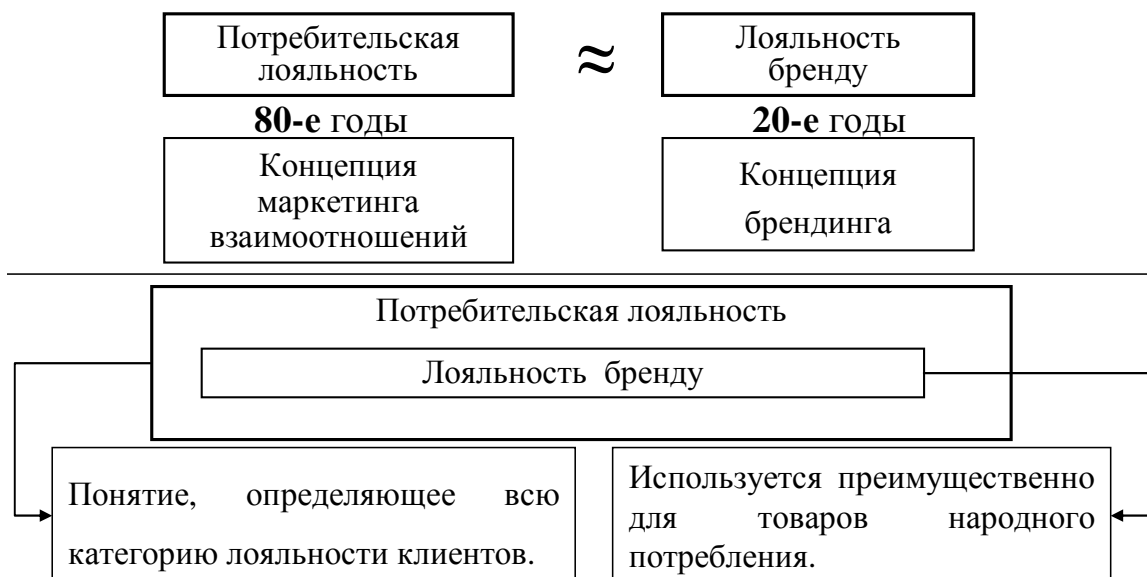 Потребительская
лояльность
≈
Лояльность
бренду
80-е годы
20-е годы
Концепция
маркетинга
взаимоотношений
Концепция
брендинга
Потребительская лояльность
Лояльность бренду
Понятие, определяющее всю
категорию лояльности клиентов.
Используется преимущественно
для товаров народного
потребления.